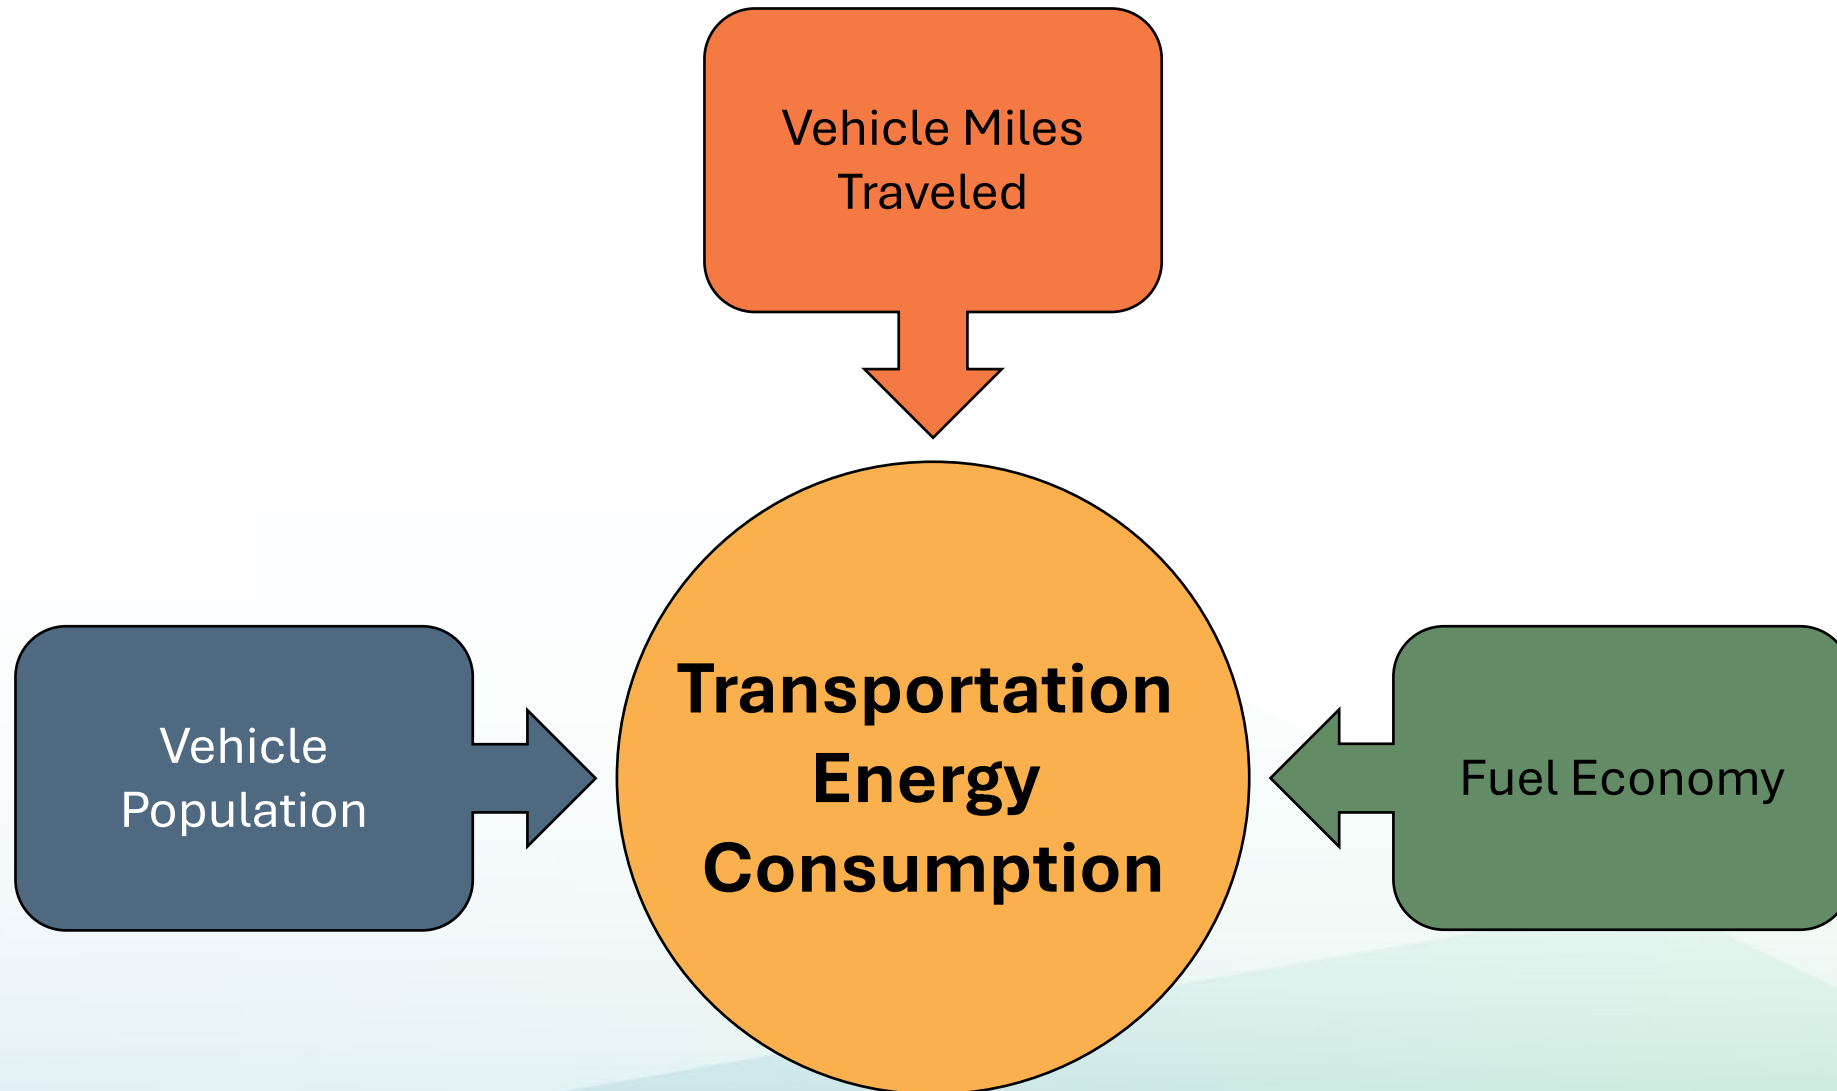 Vehicle Miles
Traveled
Vehicle
Population
Transportation
Energy
Consumption
Fuel Economy